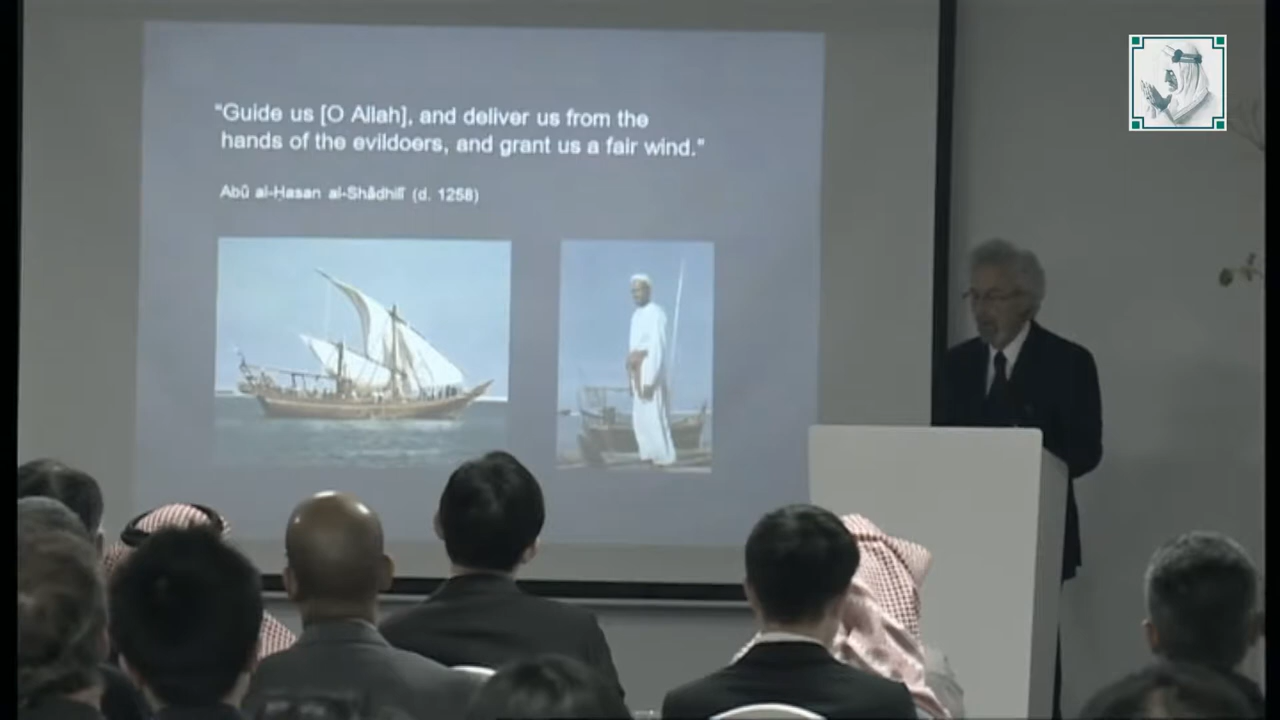 “Guide us [O Allah], and deliver us from the
hands of the evildoers, and grant us a fair wind.”
Abū al-Ḥasan al-Shādhilī (d. 1258)